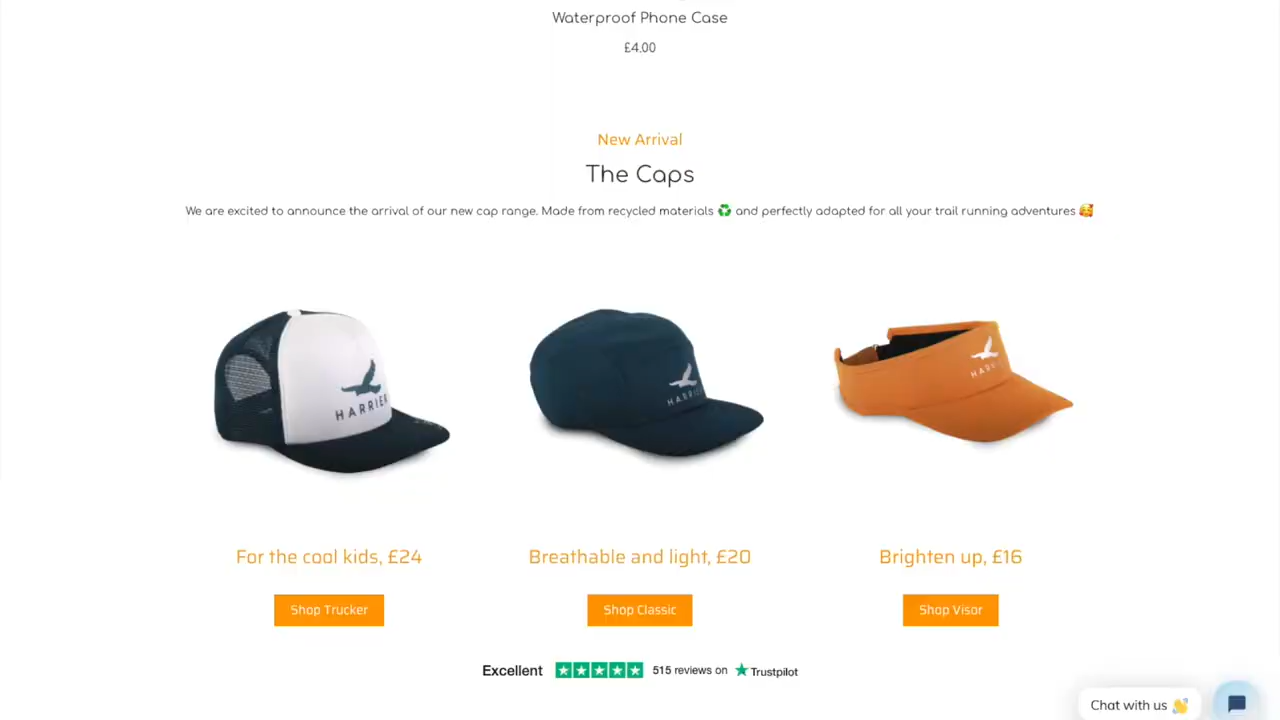 Waterproof Phone Case
£4.00
New Arrival
The Caps
We are excited to announce the arrival of our new cap range. Made from recycled materials ♻️ and perfectly adapted for all your trail running adventures 🥰
HARRIER
HARRIER
HARRIER
For the cool kids, £24
Breathable and light, £20
Brighten up, £16
Shop Trucker
Shop Classic
Shop Visor
Excellent
515 reviews on
Trustpilot
Chat with us 👋